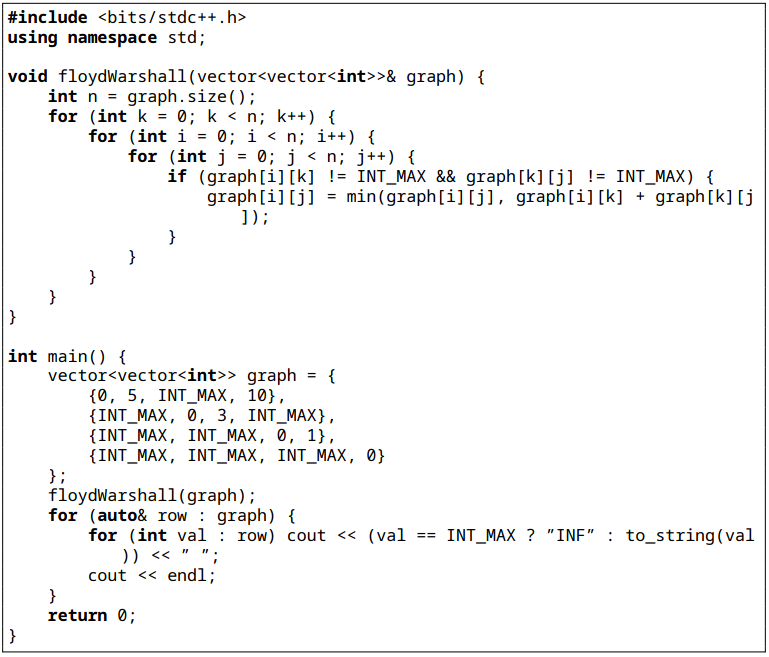 #include <bits/stdc++.h>
using namespace std;

void floydWarshall(vector<vector<int>>& graph) {
    int n = graph.size();
    for (int k = 0; k < n; k++) {
        for (int i = 0; i < n; i++) {
            for (int j = 0; j < n; j++) {
                if (graph[i][k] != INT_MAX && graph[k][j] != INT_MAX) {
                    graph[i][j] = min(graph[i][j], graph[i][k] + graph[k][j
                        ]);
                }
            }
        }
    }
}

int main() {
    vector<vector<int>> graph = {
        {0, 5, INT_MAX, 10},
        {INT_MAX, 0, 3, INT_MAX},
        {INT_MAX, INT_MAX, 0, 1},
        {INT_MAX, INT_MAX, INT_MAX, 0}
    };
    floydWarshall(graph);
    for (auto& row : graph) {
        for (int val : row) cout << (val == INT_MAX ? ”INF” : to_string(val
            )) << ” ”;
        cout << endl;
    }
    return 0;
}